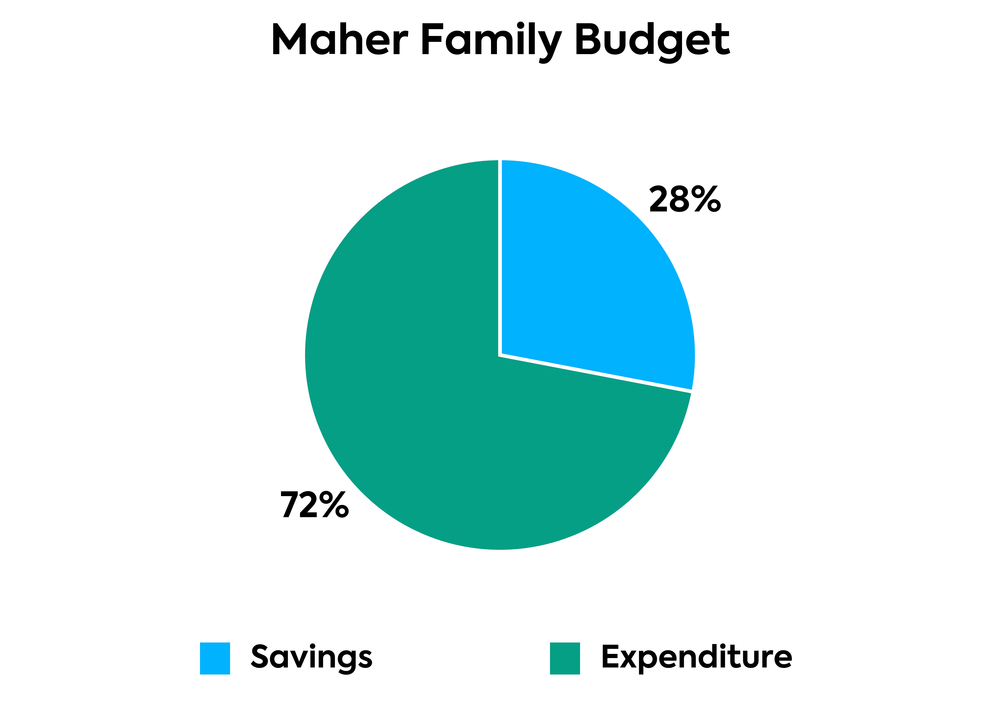 Maher Family Budget
28%
72%
Savings
Expenditure